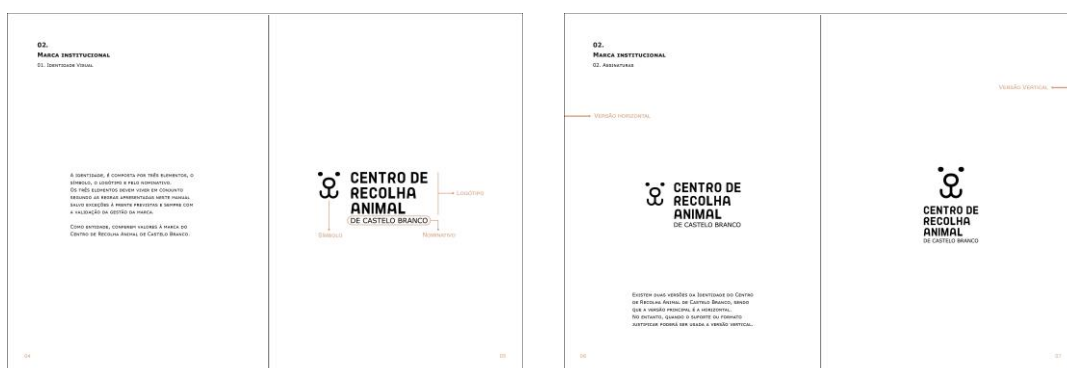 02.
MARCA INSTITUCIONAL
01. IDENTIDADE VISUAL
A IDENTIDADE, É COMPOSTA POR TRÊS ELEMENTOS, O
SÍMBOLO, O LOGÓTIPO E PELO NOMINATIVO.
OS TRÊS ELEMENTOS DEVEM VIVER EM CONJUNTO
SEGUNDO AS REGRAS APRESENTADAS NESTE MANUAL
SALVO EXCEÇÕES À FRENTE PREVISTAS E SEMPRE COM
A VALIDAÇÃO DA GESTÃO DA MARCA.
COMO ENTIDADE, CONFEREM VALORES À MARCA DO
CENTRO DE RECOLHA ANIMAL DE CASTELO BRANCO.
04
CENTRO DE
RECOLHA
ANIMAL
DE CASTELO BRANCO
LOGÓTIPO
SÍMBOLO
NOMINATIVO
05
02.
MARCA INSTITUCIONAL
02. ASSINATURAS
VERSÃO HORIZONTAL
CENTRO DE
RECOLHA
ANIMAL
DE CASTELO BRANCO
EXISTEM DUAS VERSÕES DA IDENTIDADE DO CENTRO
DE RECOLHA ANIMAL DE CASTELO BRANCO, SENDO
QUE A VERSÃO PRINCIPAL É A HORIZONTAL.
NO ENTANTO, QUANDO O SUPORTE OU FORMATO
JUSTIFICAR PODERÁ SER USADA A VERSÃO VERTICAL.
06
VERSÃO VERTICAL
CENTRO DE
RECOLHA
ANIMAL
DE CASTELO BRANCO
07